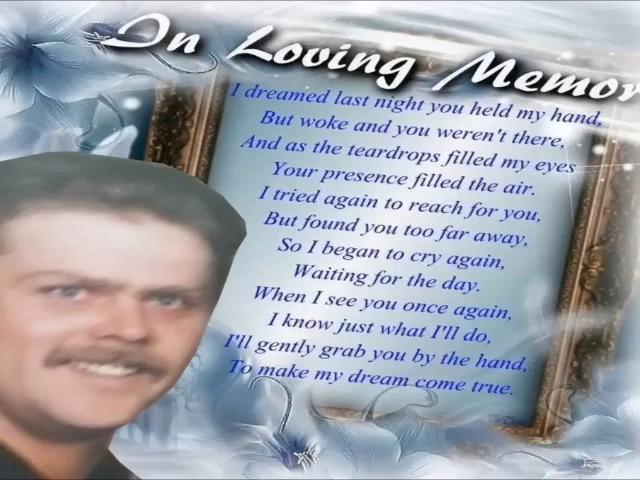 In Loving Memor
I dreamed last night you held my hand,
But woke and you weren't there,
And as the teardrops filled my eyes
Your presence filled the air.
I tried again to reach for you,
But found you too far away,
So I began to cry again,
Waiting for the day.
When I see you once again,
I know just what I'll do,
I'll gently grab you by the hand,
To make my dream come true.